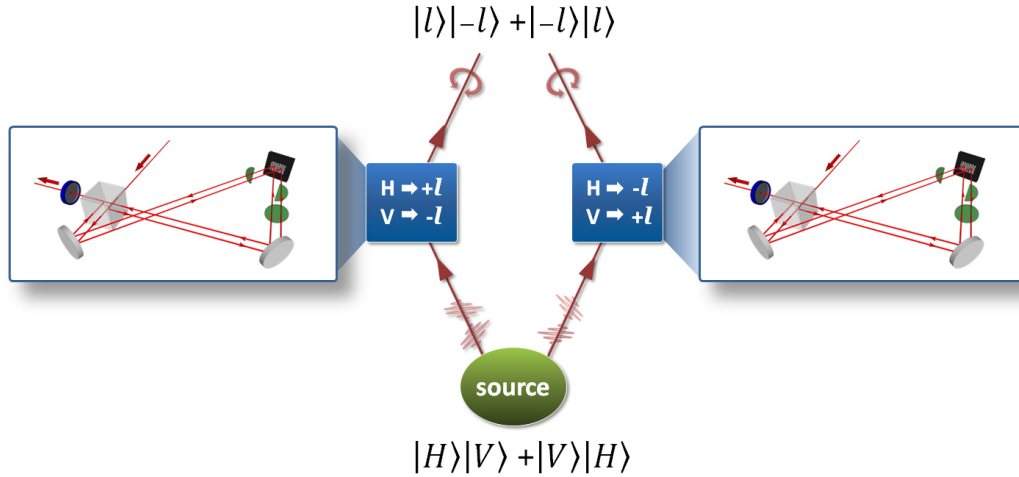 |l⟩|−l⟩ +|−l⟩|l⟩
H ➡ +l
V ➡ -l
H ➡ -l
V ➡ +l
source
|H⟩|V⟩ +|V⟩|H⟩